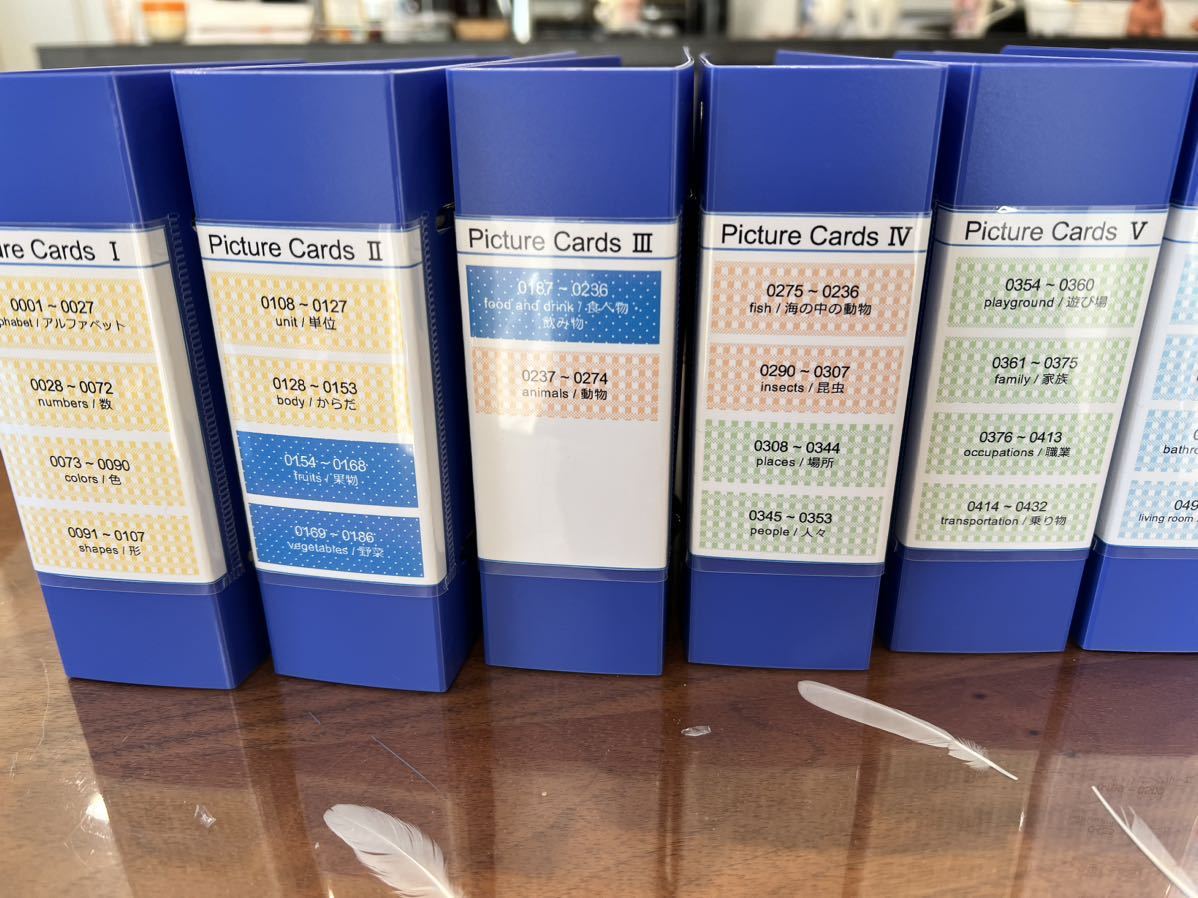 re Cards Ⅰ
0001 ~ 0027
phabet / アルファベット
0028 ~ 0072
numbers / 数
0073 ~ 0090
colors / 色
0091 ~ 0107
shapes / 形
Picture Cards Ⅱ
0108 ~ 0127
unit / 単位
0128 ~ 0153
body / からだ
0154 ~ 0168
fruits / 果物
0169 ~ 0186
vegetables / 野菜
Picture Cards Ⅲ
0187 ~ 0236
food and drink / 食べ物
飲み物
0237 ~ 0274
animals / 動物
Picture Cards Ⅳ
0275 ~ 0236
fish / 海の中の動物
0290 ~ 0307
insects / 昆虫
0308 ~ 0344
places / 場所
0345 ~ 0353
people / 人々
Picture Cards Ⅴ
0354 ~ 0360
playground / 遊び場
0361 ~ 0375
family / 家族
0376 ~ 0413
occupations / 職業
0414 ~ 0432
transportation / 乗り物
bathro
049
living room